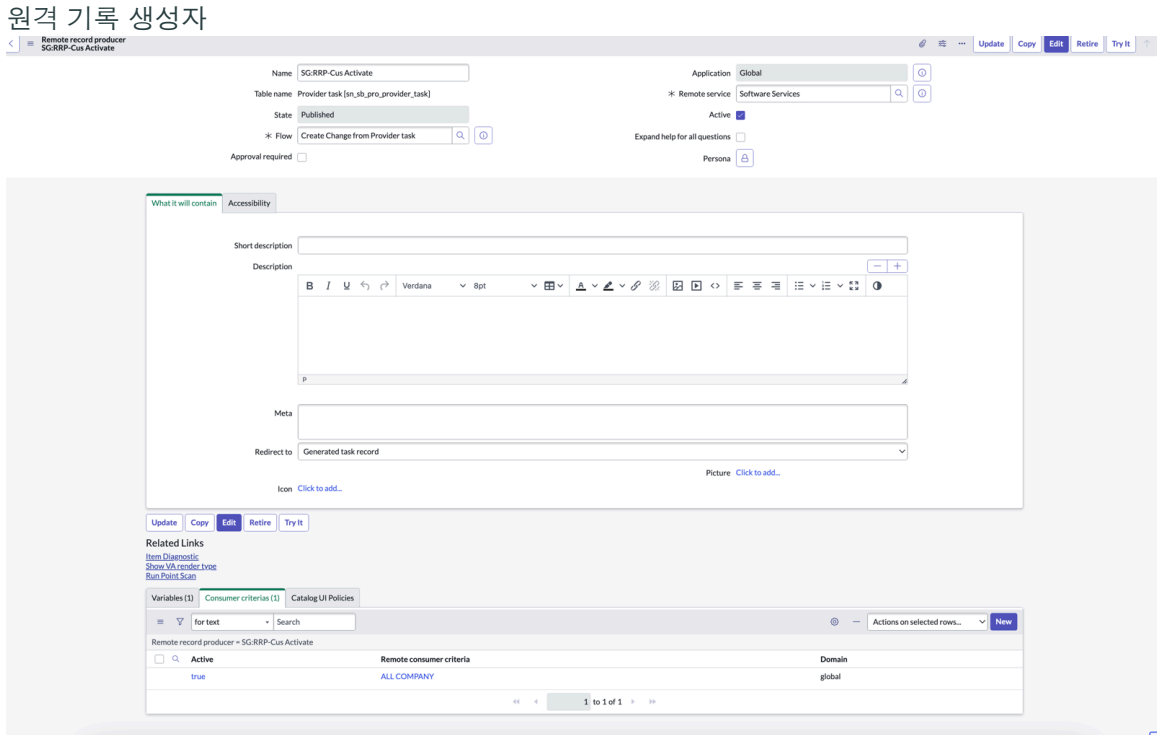 원격 기록 생성자
Remote record producer
SG:RRP-Cus Activate
Update Copy Edit Retire Try It
Name SG:RRP-Cus Activate
Application Global
Table name Provider task [sn_sb_pro_provider_task]
Remote service Software Services
State Published
Active
Flow Create Change from Provider task
Expand help for all questions
Approval required
Persona
What it will contain Accessibility
Short description
Description
B I U Verdana 8pt A
P
Meta
Redirect to Generated task record
Picture Click to add...
Icon Click to add...
Update Copy Edit Retire Try It
Related Links
Item Diagnostic
Show VA render type
Run Point Scan
Variables (1) Consumer criterias (1) Catalog UI Policies
for text Search Actions on selected rows... New
Remote record producer = SG:RRP-Cus Activate
Active Remote consumer criteria Domain
true ALL COMPANY global
1 to 1 of 1